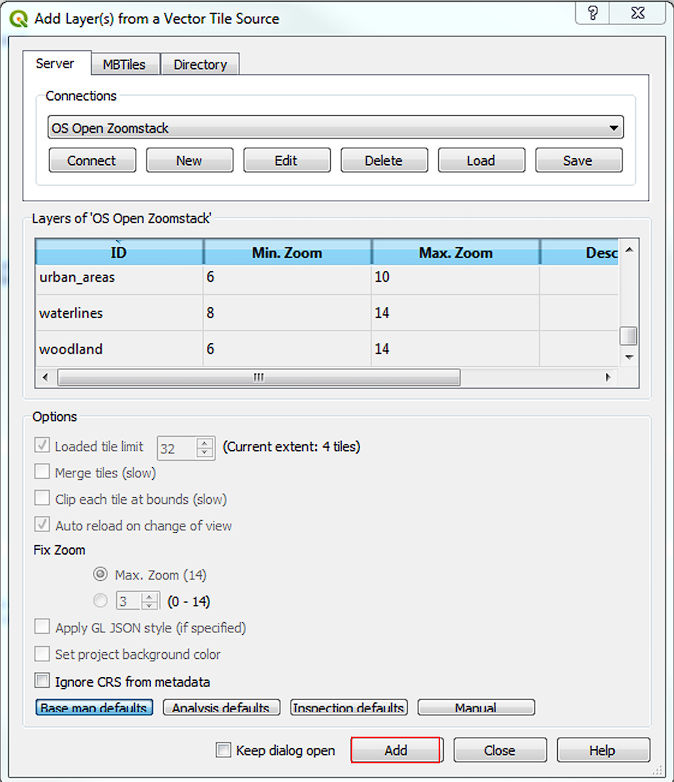 Add Layer(s) from a Vector Tile Source
Server MBTiles Directory
Connections
OS Open Zoomstack
Connect New Edit Delete Load Save
Layers of 'OS Open Zoomstack'
ID Min. Zoom Max. Zoom Desc
urban_areas 6 10
waterlines 8 14
woodland 6 14
Options
Loaded tile limit 32 (Current extent: 4 tiles)
Merge tiles (slow)
Clip each tile at bounds (slow)
Auto reload on change of view
Fix Zoom
Max. Zoom (14)
3 (0 - 14)
Apply GL JSON style (if specified)
Set project background color
Ignore CRS from metadata
Base map defaults Analysis defaults Inspection defaults Manual
Keep dialog open Add Close Help